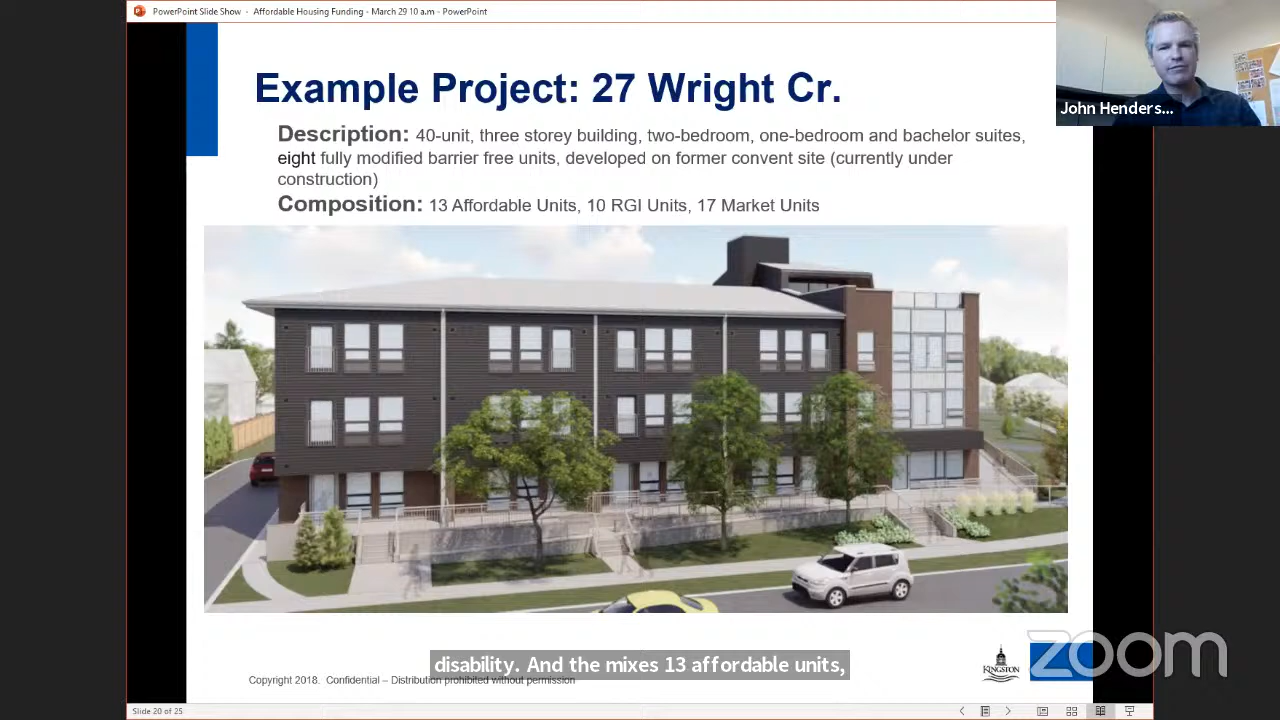 PowerPoint Slide Show - Affordable Housing Funding - March 29 10 a.m - PowerPoint
Example Project: 27 Wright Cr.
John Henders...
Description: 40-unit, three storey building, two-bedroom, one-bedroom and bachelor suites,
eight fully modified barrier free units, developed on former convent site (currently under
construction)
Composition: 13 Affordable Units, 10 RGI Units, 17 Market Units
disability. And the mixes 13 affordable units,
Copyright 2018. Confidential – Distribution prohibited without permission
KINGSTON
zoom
Slide 20 of 25